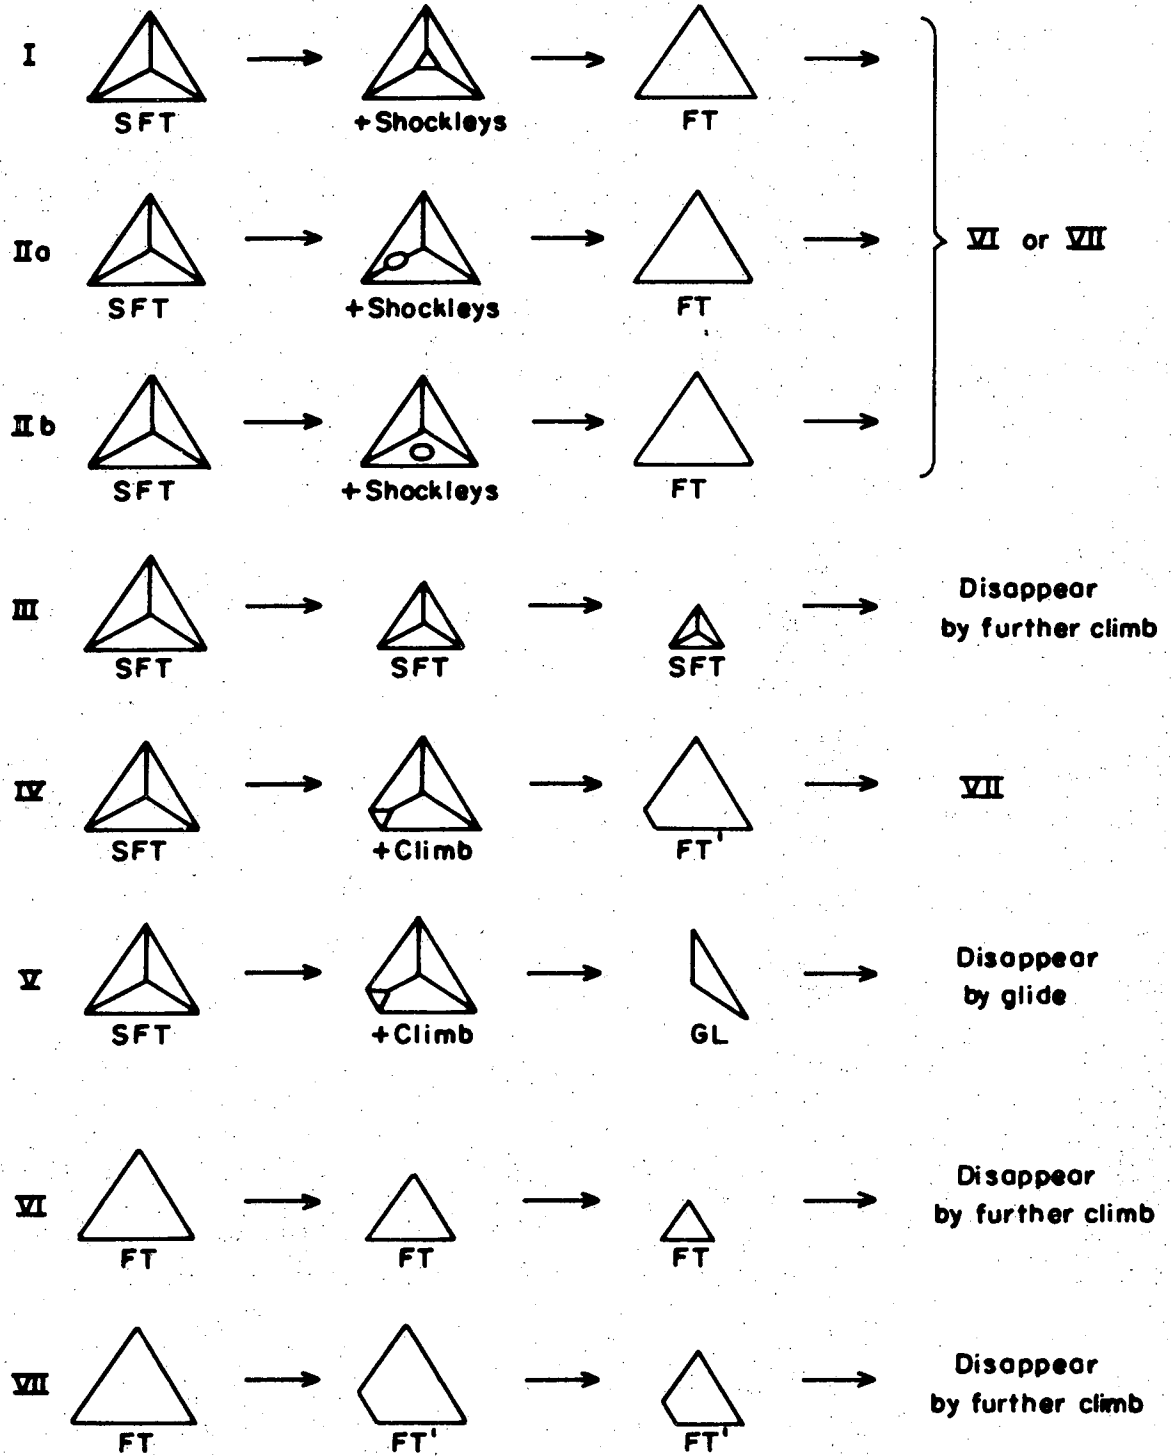 I
SFT
+Shockleys
FT
IIa
SFT
+Shockleys
FT
VI or VII
IIb
SFT
+Shockleys
FT
III
SFT
SFT
SFT
Disappear
by further climb
IV
SFT
+Climb
FT'
VII
V
SFT
+Climb
GL
Disappear
by glide
VI
FT
FT
FT
Disappear
by further climb
VII
FT
FT'
FT'
Disappear
by further climb